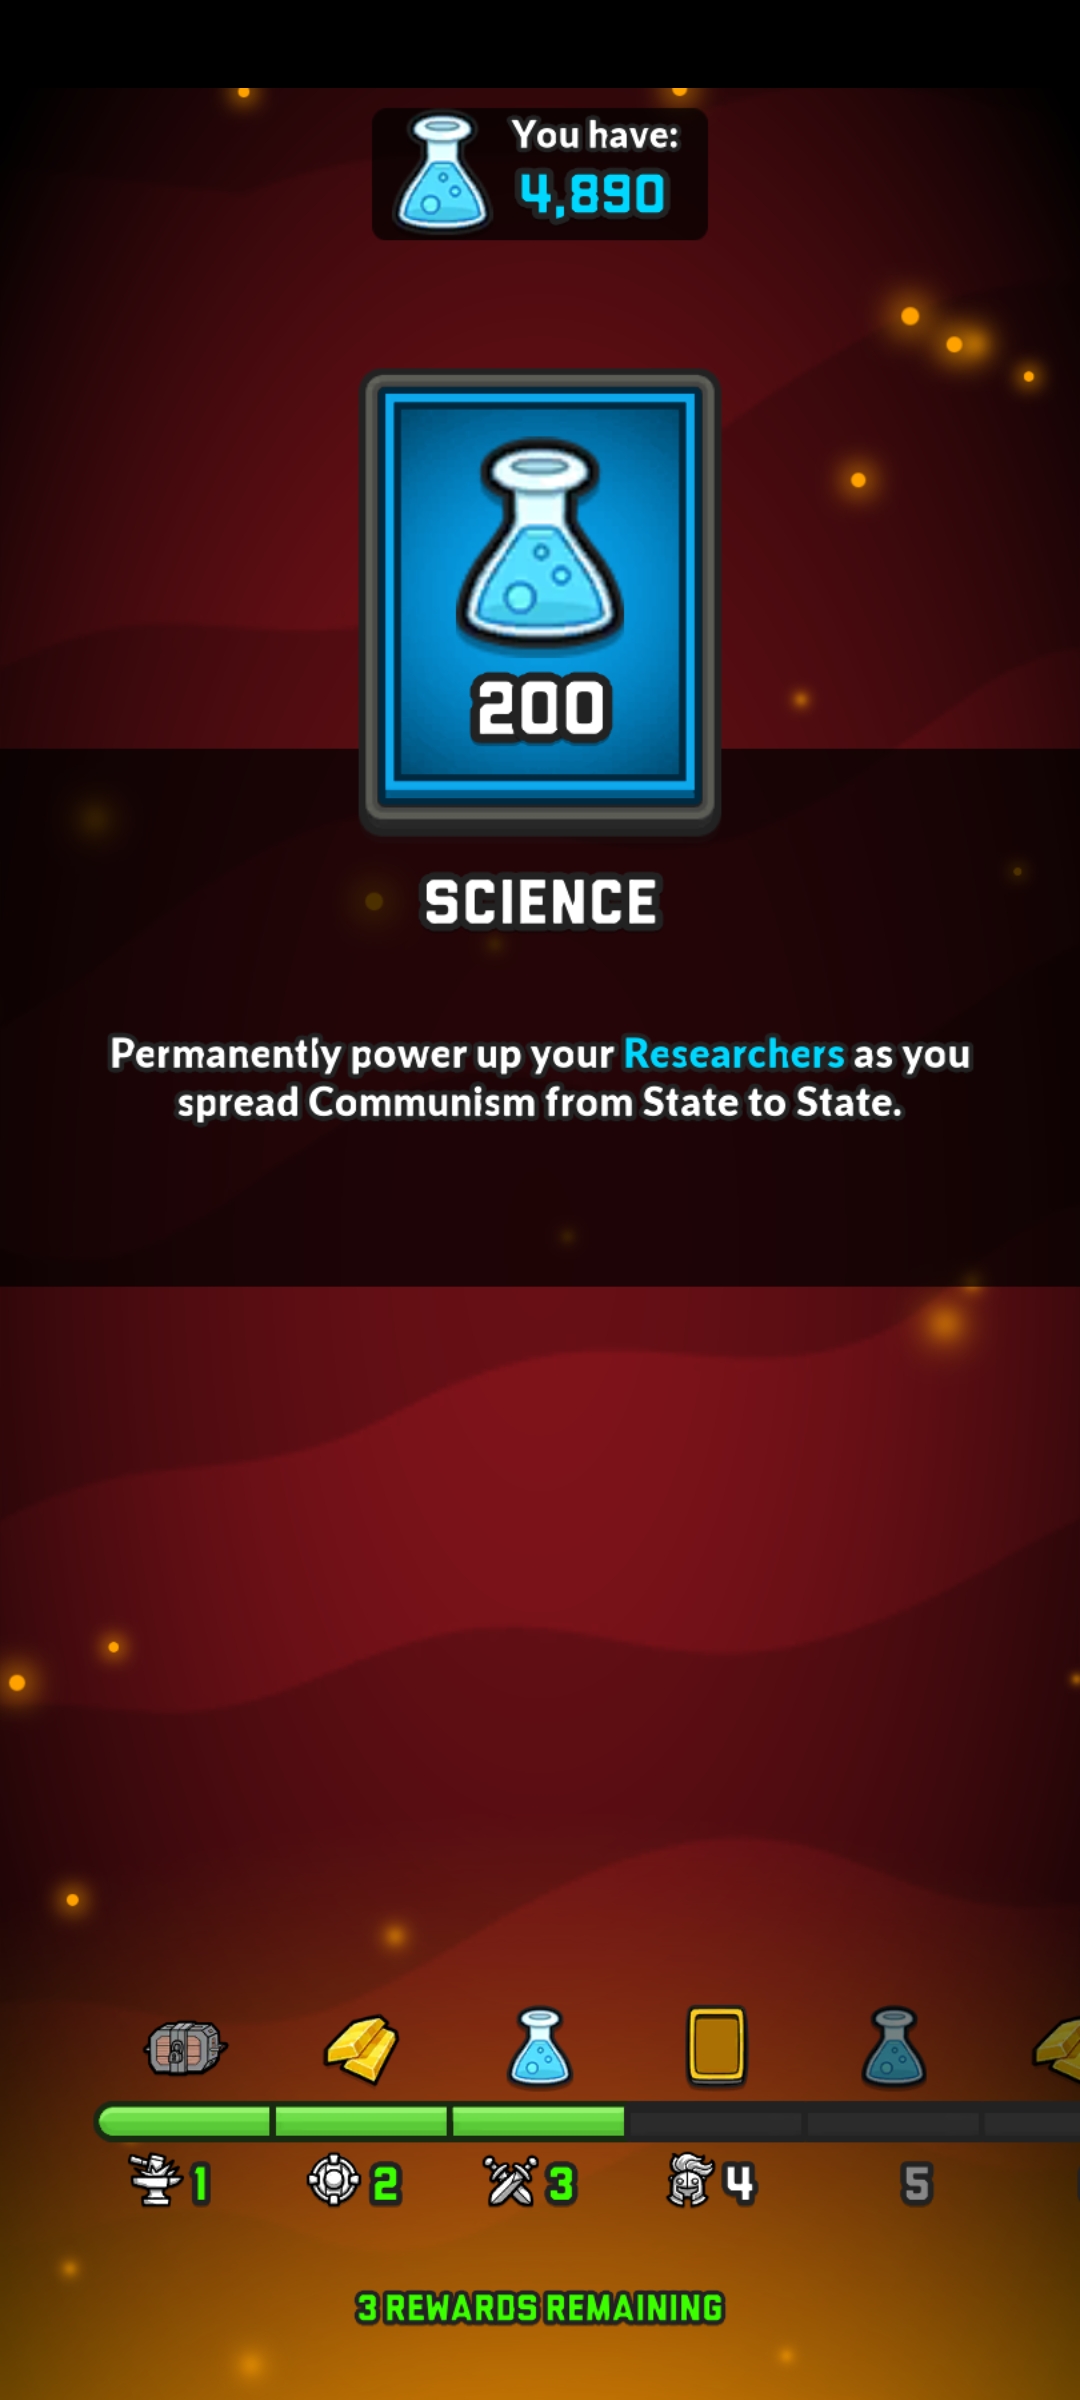 You have:
4,890
200
SCIENCE
Permanently power up your Researchers as you
spread Communism from State to State.
1 2 3 4 5
3 REWARDS REMAINING